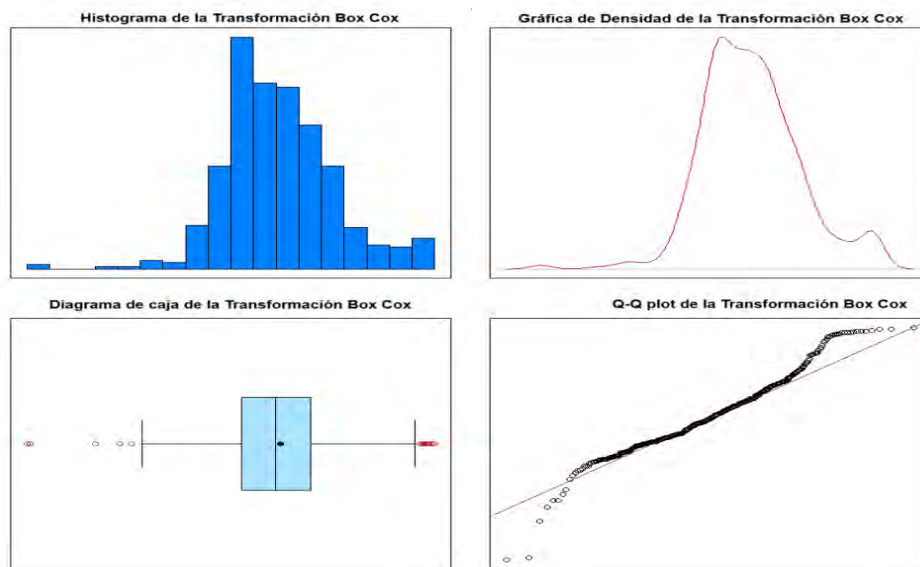 Histograma de la Transformación Box Cox
Gráfica de Densidad de la Transformación Box Cox
Diagrama de caja de la Transformación Box Cox
Q-Q plot de la Transformación Box Cox